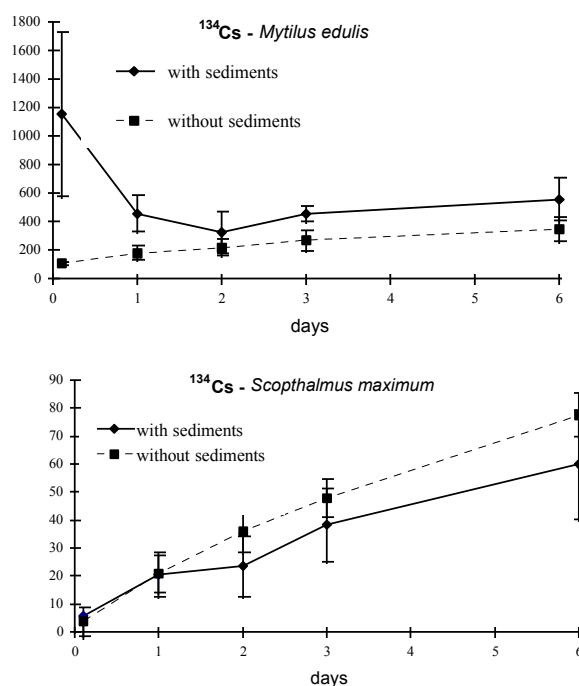 ¹³⁴Cs - Mytilus edulis
1800
1600
1400
1200
1000
800
600
400
200
0
with sediments
without sediments
0 1 2 3 4 5 6
days
¹³⁴Cs - Scopthalmus maximum
90
80
70
60
50
40
30
20
10
0
with sediments
without sediments
0 1 2 3 4 5 6
days